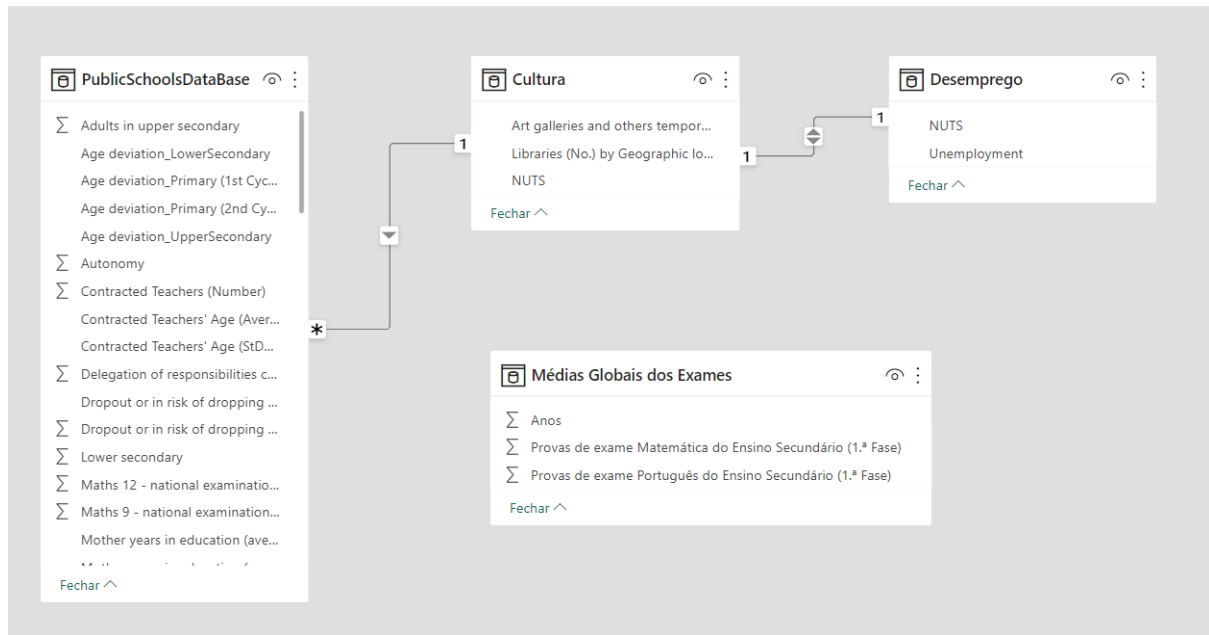 PublicSchoolsDataBase
Σ Adults in upper secondary
Age deviation_LowerSecondary
Age deviation_Primary (1st Cyc...
Age deviation_Primary (2nd Cy...
Age deviation_UpperSecondary
Σ Autonomy
Σ Contracted Teachers (Number)
Contracted Teachers' Age (Aver...
Contracted Teachers' Age (StD...
Σ Delegation of responsibilities c...
Dropout or in risk of dropping ...
Σ Dropout or in risk of dropping ...
Σ Lower secondary
Σ Maths 12 - national examinatio...
Σ Maths 9 - national examination...
Mother years in education (ave...
Fechar
*
1
Cultura
Art galleries and others tempor...
Libraries (No.) by Geographic lo...
NUTS
Fechar
1
1
Desemprego
NUTS
Unemployment
Fechar
Médias Globais dos Exames
Σ Anos
Σ Provas de exame Matemática do Ensino Secundário (1.ª Fase)
Σ Provas de exame Português do Ensino Secundário (1.ª Fase)
Fechar